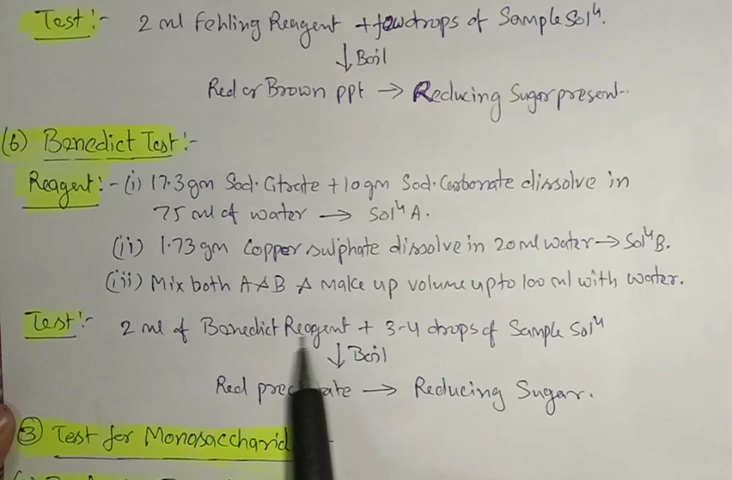 Test:- 2 ml Fehling Reagent + few drops of Sample Solⁿ.
↓ Boil
Red or Brown ppt → Reducing Sugar present..
(6) Benedict Test:-
Reagent:- (i) 17.3 gm Sod. Citrate + 10 gm Sod. Carbonate dissolve in
75 ml of water → Solⁿ A.
(ii) 1.73 gm Copper sulphate dissolve in 20 ml water → Solⁿ B.
(iii) Mix both A & B & Make up volume upto 100 ml with water.
Test:- 2 ml of Benedict Reagent + 3-4 drops of Sample Solⁿ
↓ Boil
Red → Reducing Sugar.
③ Test for